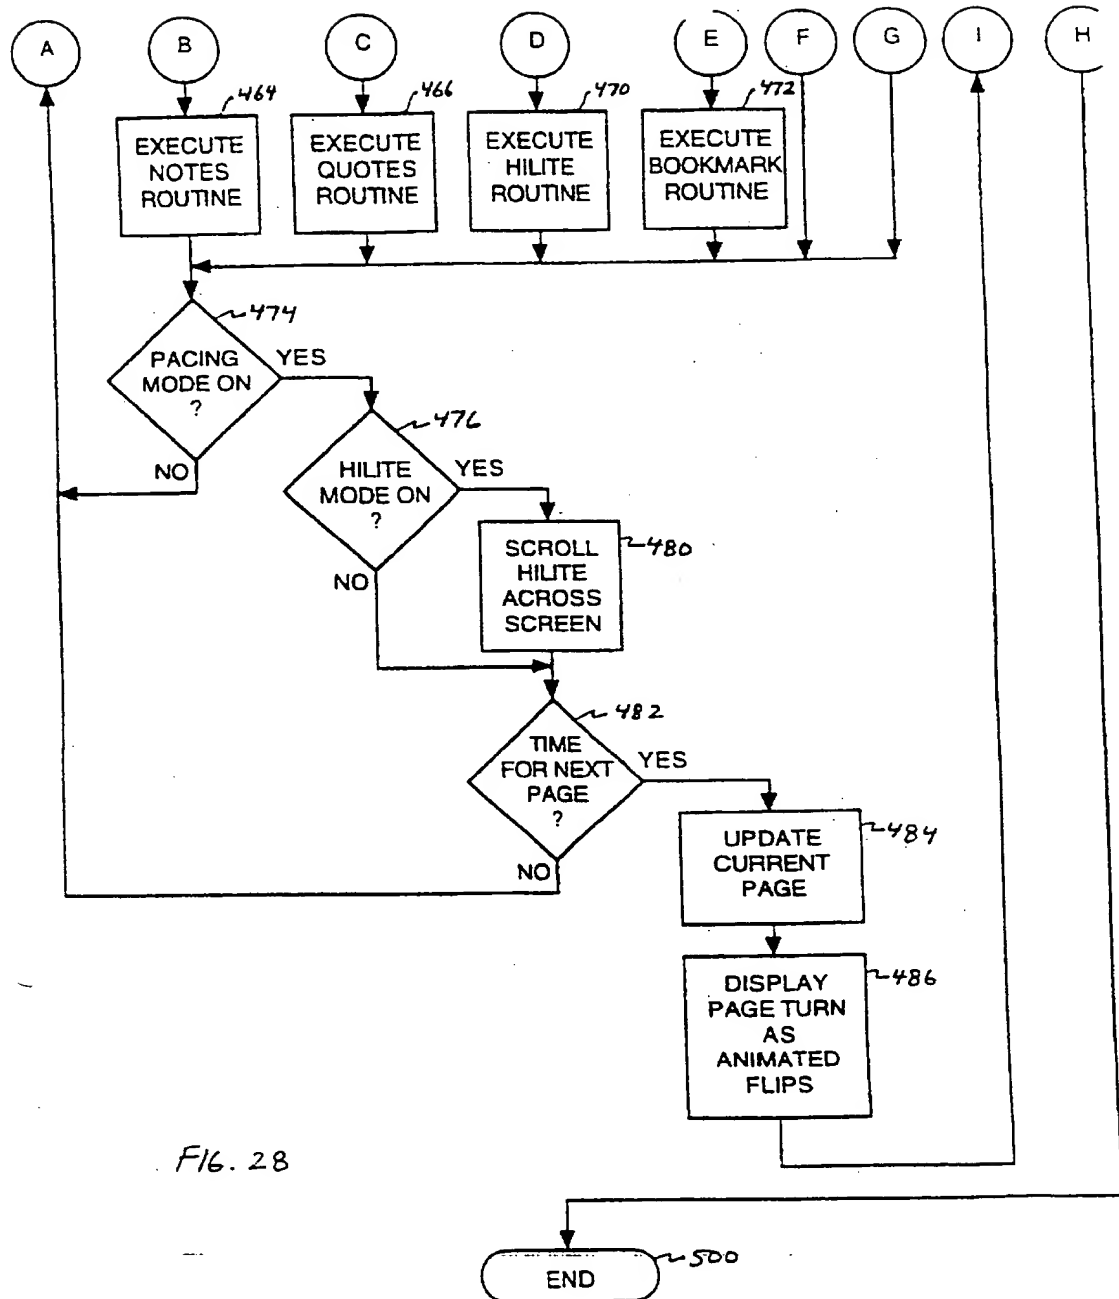 A B C D E F G I H
464 466 470 472
EXECUTE
NOTES
ROUTINE
EXECUTE
QUOTES
ROUTINE
EXECUTE
HILITE
ROUTINE
EXECUTE
BOOKMARK
ROUTINE
474
PACING
MODE ON
?
YES
NO
476
HILITE
MODE ON
?
YES
NO
480
SCROLL
HILITE
ACROSS
SCREEN
482
TIME
FOR NEXT
PAGE
?
YES
NO
484
UPDATE
CURRENT
PAGE
486
DISPLAY
PAGE TURN
AS
ANIMATED
FLIPS
FIG. 28
500
END